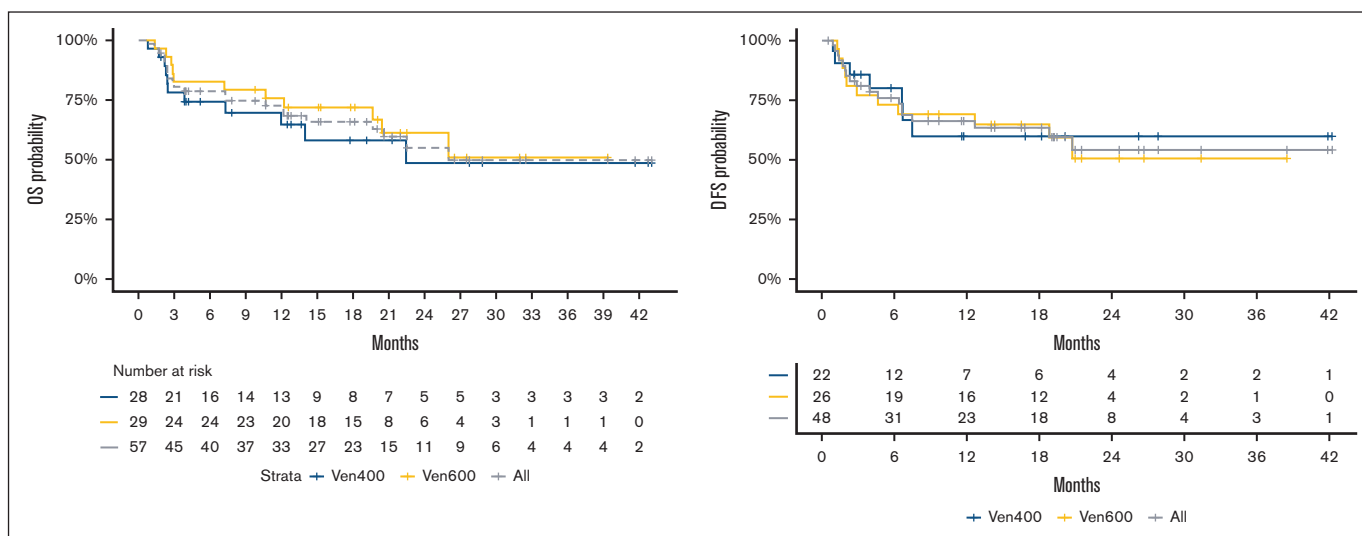 OS probability
100%
75%
50%
25%
0%
0 3 6 9 12 15 18 21 24 27 30 33 36 39 42
Months
Number at risk
28 21 16 14 13 9 8 7 5 5 3 3 3 3 2
29 24 24 23 20 18 15 8 6 4 3 1 1 1 0
57 45 40 37 33 27 23 15 11 9 6 4 4 4 2
Strata Ven400 Ven600 All
DFS probability
100%
75%
50%
25%
0%
0 6 12 18 24 30 36 42
Months
22 12 7 6 4 2 2 1
26 19 16 12 4 2 1 0
48 31 23 18 8 4 3 1
0 6 12 18 24 30 36 42
Months
Ven400 Ven600 All